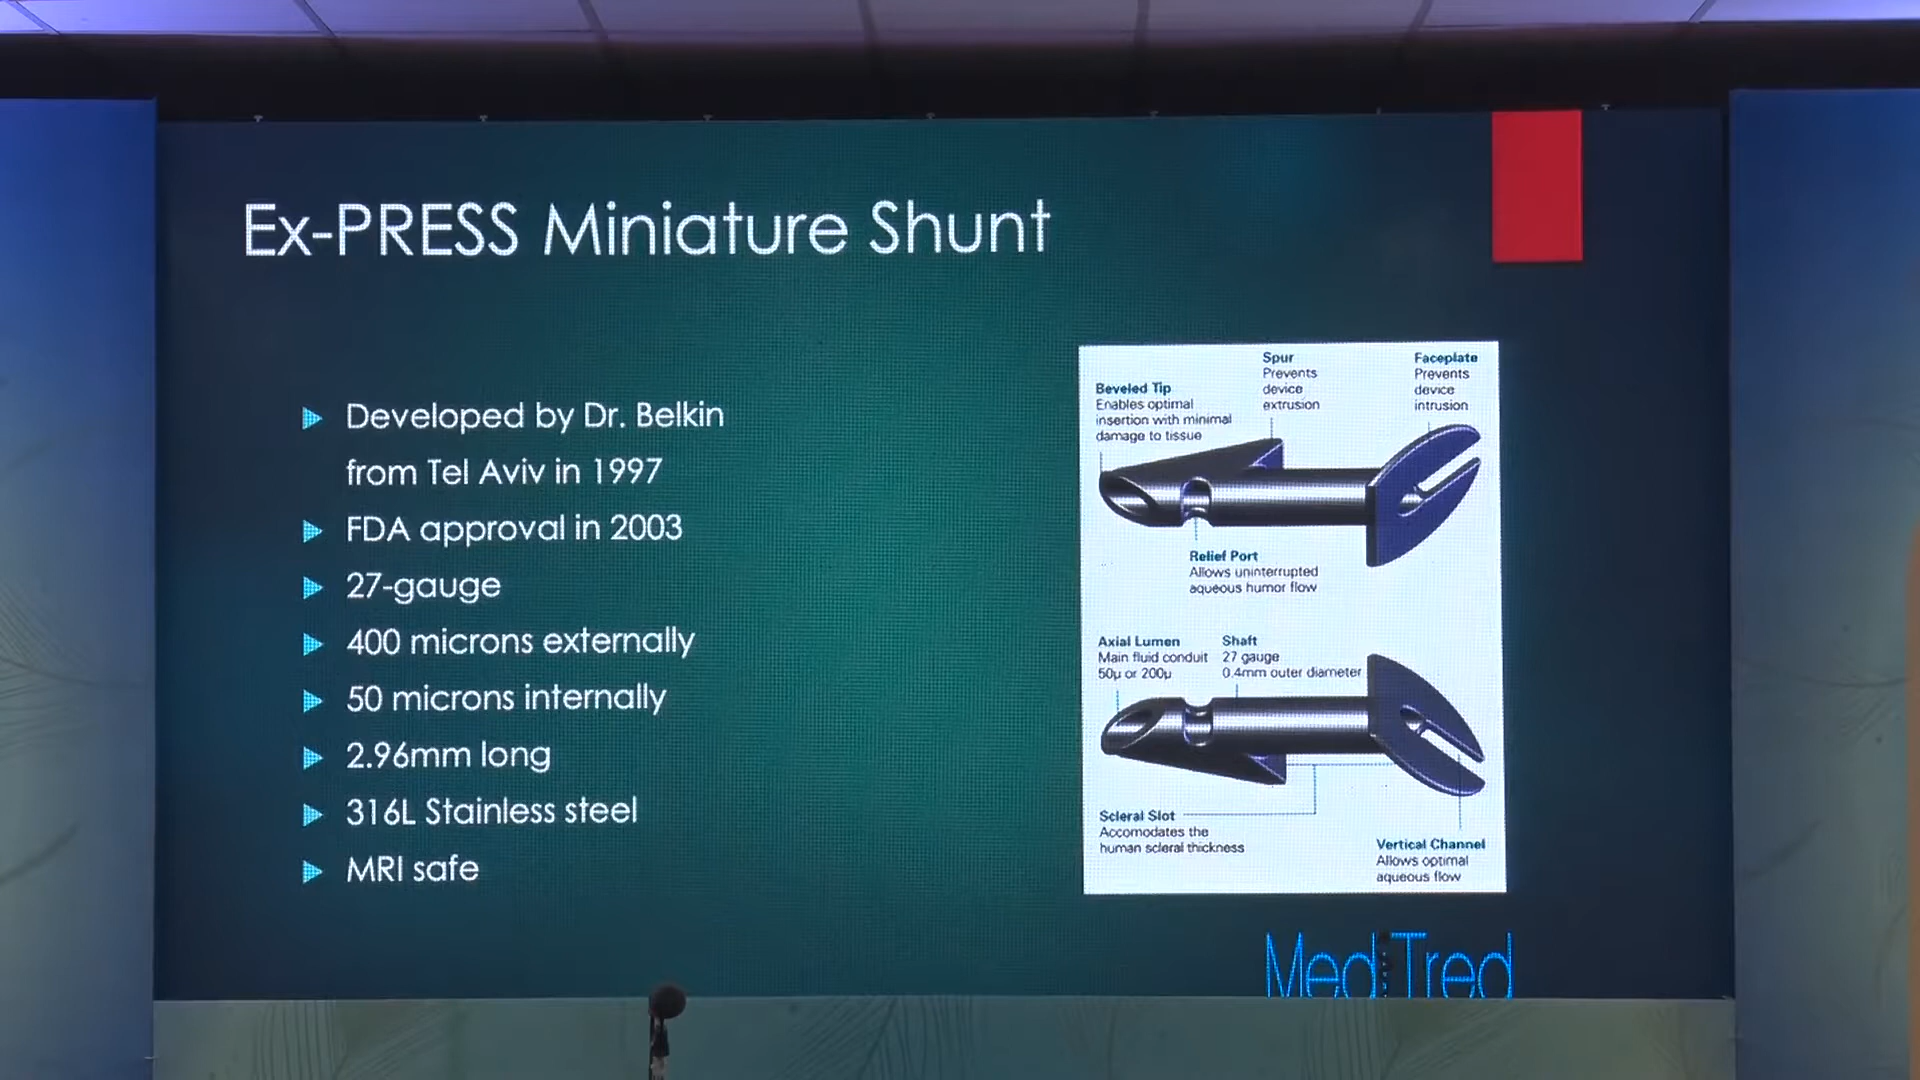 Ex-PRESS Miniature Shunt
Developed by Dr. Belkin
from Tel Aviv in 1997
FDA approval in 2003
27-gauge
400 microns externally
50 microns internally
2.96mm long
316L Stainless steel
MRI safe
Beveled Tip
Enables optimal
insertion with minimal
damage to tissue
Spur
Prevents
device
extrusion
Faceplate
Prevents
device
intrusion
Relief Port
Allows uninterrupted
aqueous humor flow
Axial Lumen
Main fluid conduit
50µ or 200µ
Shaft
27 gauge
0.4mm outer diameter
Scleral Slot
Accomodates the
human scleral thickness
Vertical Channel
Allows optimal
aqueous flow
Med Tred